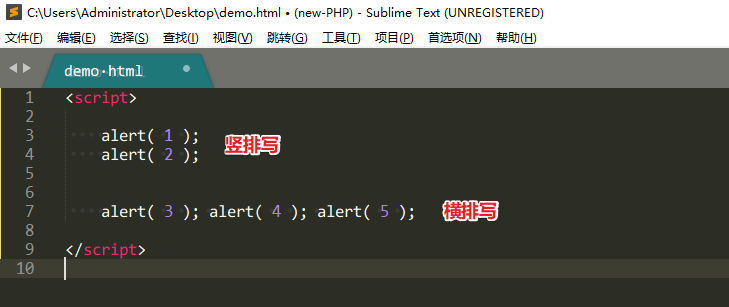 C:\Users\Administrator\Desktop\demo.html • (new-PHP) - Sublime Text (UNREGISTERED)
文件(F) 编辑(E) 选择(S) 查找(I) 视图(V) 跳转(G) 工具(T) 项目(P) 首选项(N) 帮助(H)
demo.html
1 <script>
2
3 alert( 1 );
4 alert( 2 );
竖排写
5
6
7 alert( 3 ); alert( 4 ); alert( 5 ); 横排写
8
9 </script>
10